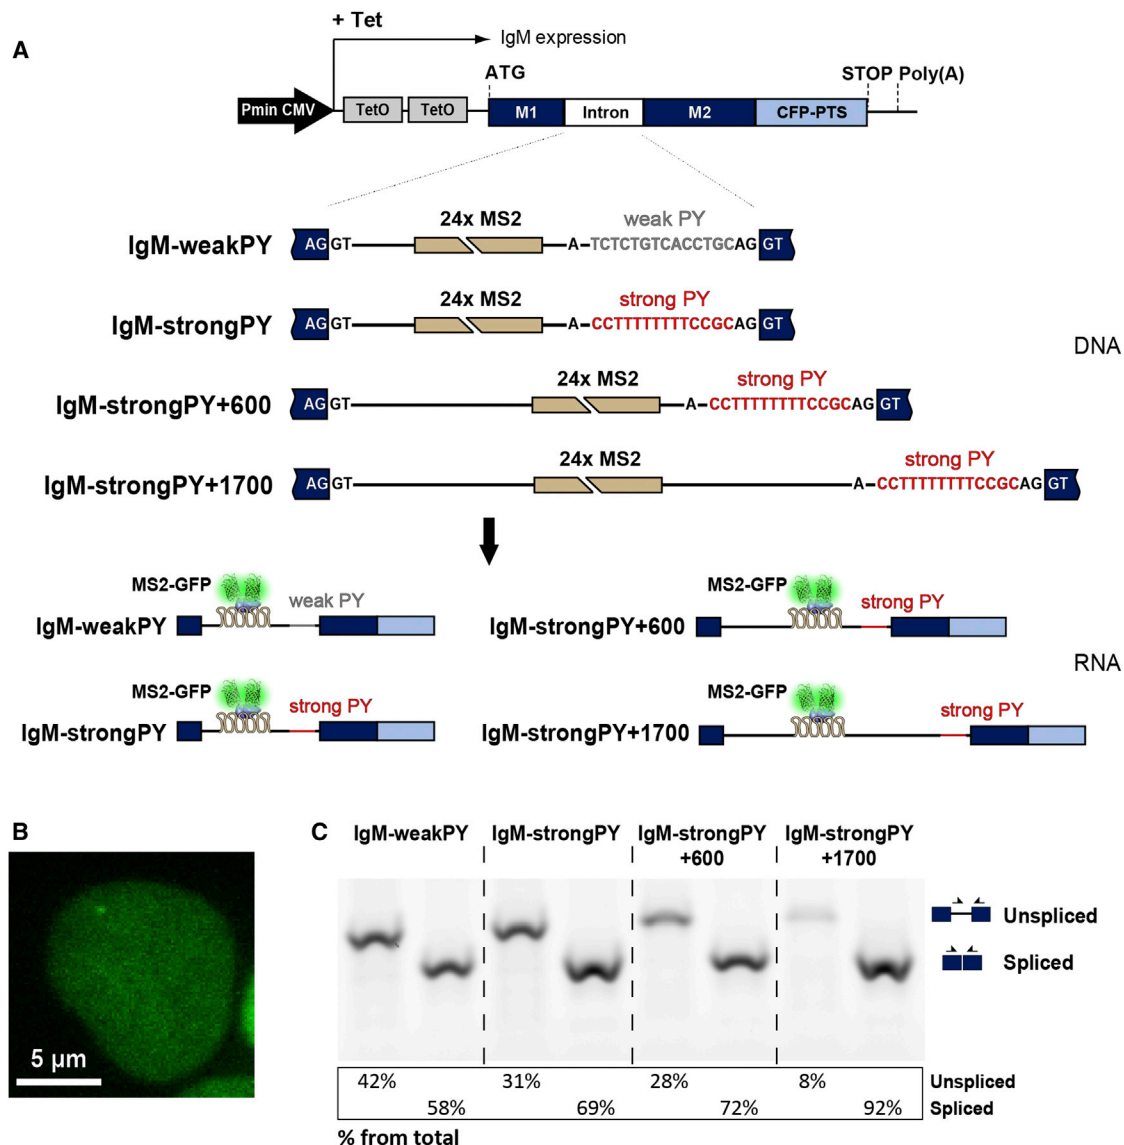 A
+ Tet
IgM expression
ATG
STOP Poly(A)
Pmin CMV
TetO
TetO
M1
Intron
M2
CFP-PTS
24x MS2
weak PY
IgM-weakPY
AG GT
A
TCTCTGTCACCTGCAG
GT
24x MS2
strong PY
IgM-strongPY
AG GT
A
CCTTTTTTTTCCGCAG
GT
DNA
24x MS2
strong PY
IgM-strongPY+600
AG GT
A
CCTTTTTTTTCCGCAG
GT
24x MS2
strong PY
IgM-strongPY+1700
AG GT
A
CCTTTTTTTTCCGCAG
GT
MS2-GFP
weak PY
IgM-weakPY
MS2-GFP
strong PY
IgM-strongPY+600
RNA
MS2-GFP
strong PY
IgM-strongPY
MS2-GFP
strong PY
IgM-strongPY+1700
B
5 µm
C
IgM-weakPY
IgM-strongPY
IgM-strongPY
+600
IgM-strongPY
+1700
Unspliced
Spliced
42% 31% 28% 8% Unspliced
58% 69% 72% 92% Spliced
% from total